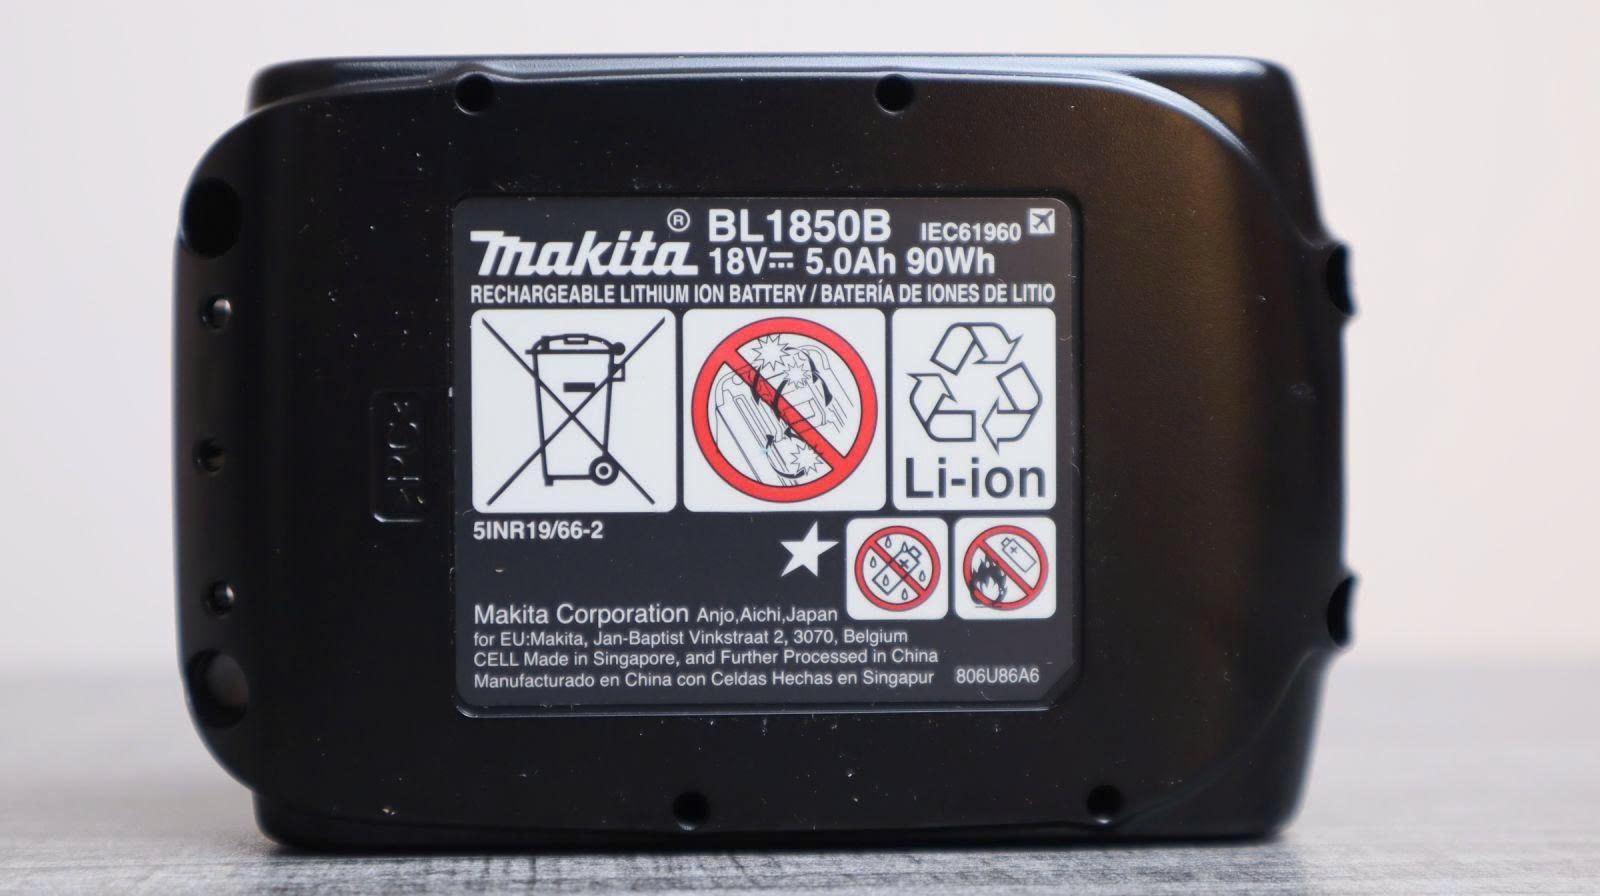 makita® BL1850B IEC61960
18V⎓ 5.0Ah 90Wh
RECHARGEABLE LITHIUM ION BATTERY / BATERÍA DE IONES DE LITIO
Li-ion
5INR19/66-2
Makita Corporation Anjo,Aichi,Japan
for EU:Makita, Jan-Baptist Vinkstraat 2, 3070, Belgium
CELL Made in Singapore, and Further Processed in China
Manufacturado en China con Celdas Hechas en Singapur 806U86A6